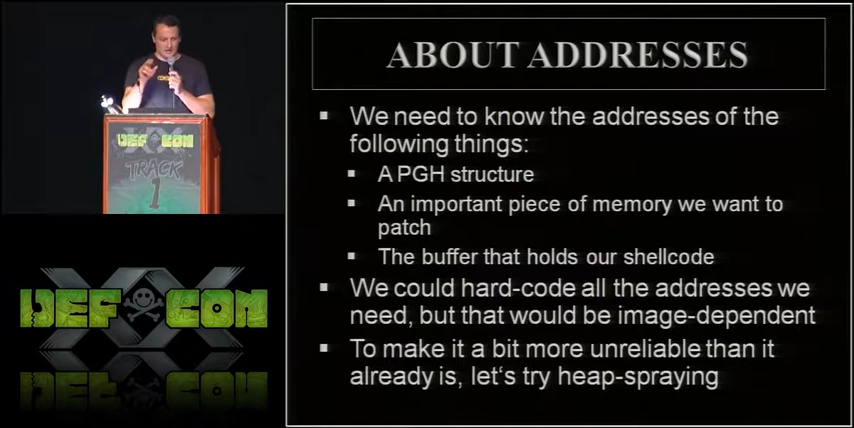 ABOUT ADDRESSES
We need to know the addresses of the
following things:
A PGH structure
An important piece of memory we want to
patch
The buffer that holds our shellcode
We could hard-code all the addresses we
need, but that would be image-dependent
To make it a bit more unreliable than it
already is, let‘s try heap-spraying
DEF CON
TRACK
1
XX
DEF CON